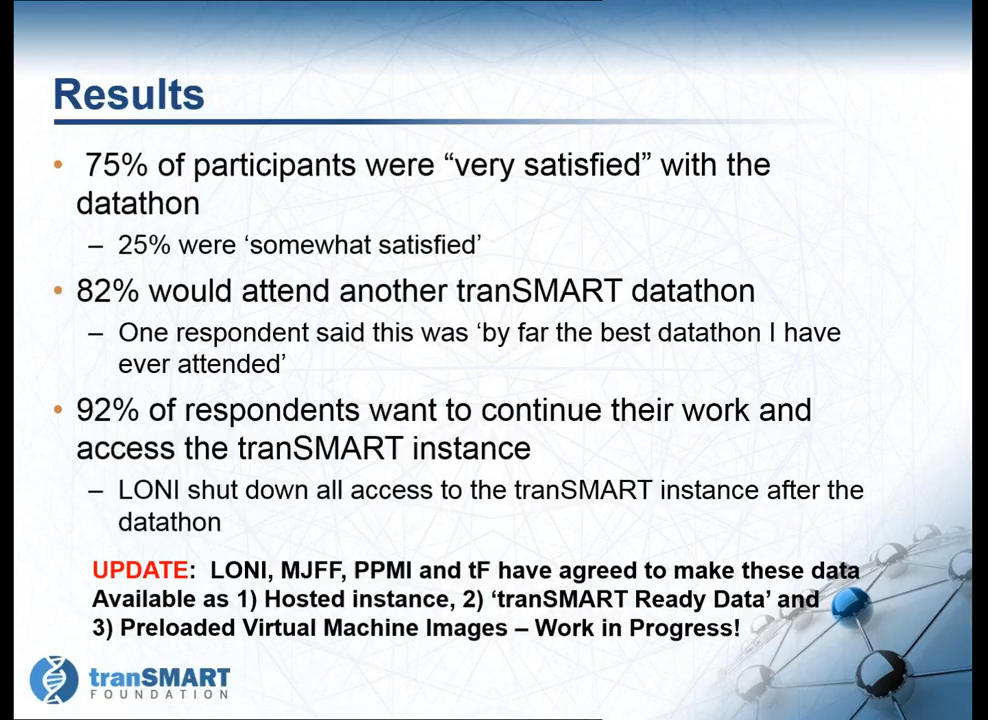 Results
• 75% of participants were “very satisfied” with the
datathon
– 25% were ‘somewhat satisfied’
• 82% would attend another tranSMART datathon
– One respondent said this was ‘by far the best datathon I have
ever attended’
• 92% of respondents want to continue their work and
access the tranSMART instance
– LONI shut down all access to the tranSMART instance after the
datathon
UPDATE: LONI, MJFF, PPMI and tF have agreed to make these data
Available as 1) Hosted instance, 2) ‘tranSMART Ready Data’ and
3) Preloaded Virtual Machine Images – Work in Progress!
tranSMART
FOUNDATION